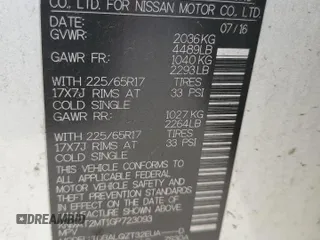 CO., LTD. FOR NISSAN MOTOR CO., LTD.
DATE: 07/16
GVWR: 2036KG
4489LB
GAWR FR: 1040KG
2293LB
WITH 225/65R17 TIRES
17X7J RIMS AT 33 PSI
COLD SINGLE
GAWR RR: 1027KG
2264LB
WITH 225/65R17 TIRES
17X7J RIMS AT 33 PSI
COLD SINGLE
THIS VEHICLE CONFORMS TO ALL
APPLICABLE FEDERAL MOTOR VEHICLE
SAFETY AND THEFT PREVENTION
STANDARDS IN EFFECT ON THE DATE OF
MANUFACTURE SHOWN ABOVE.